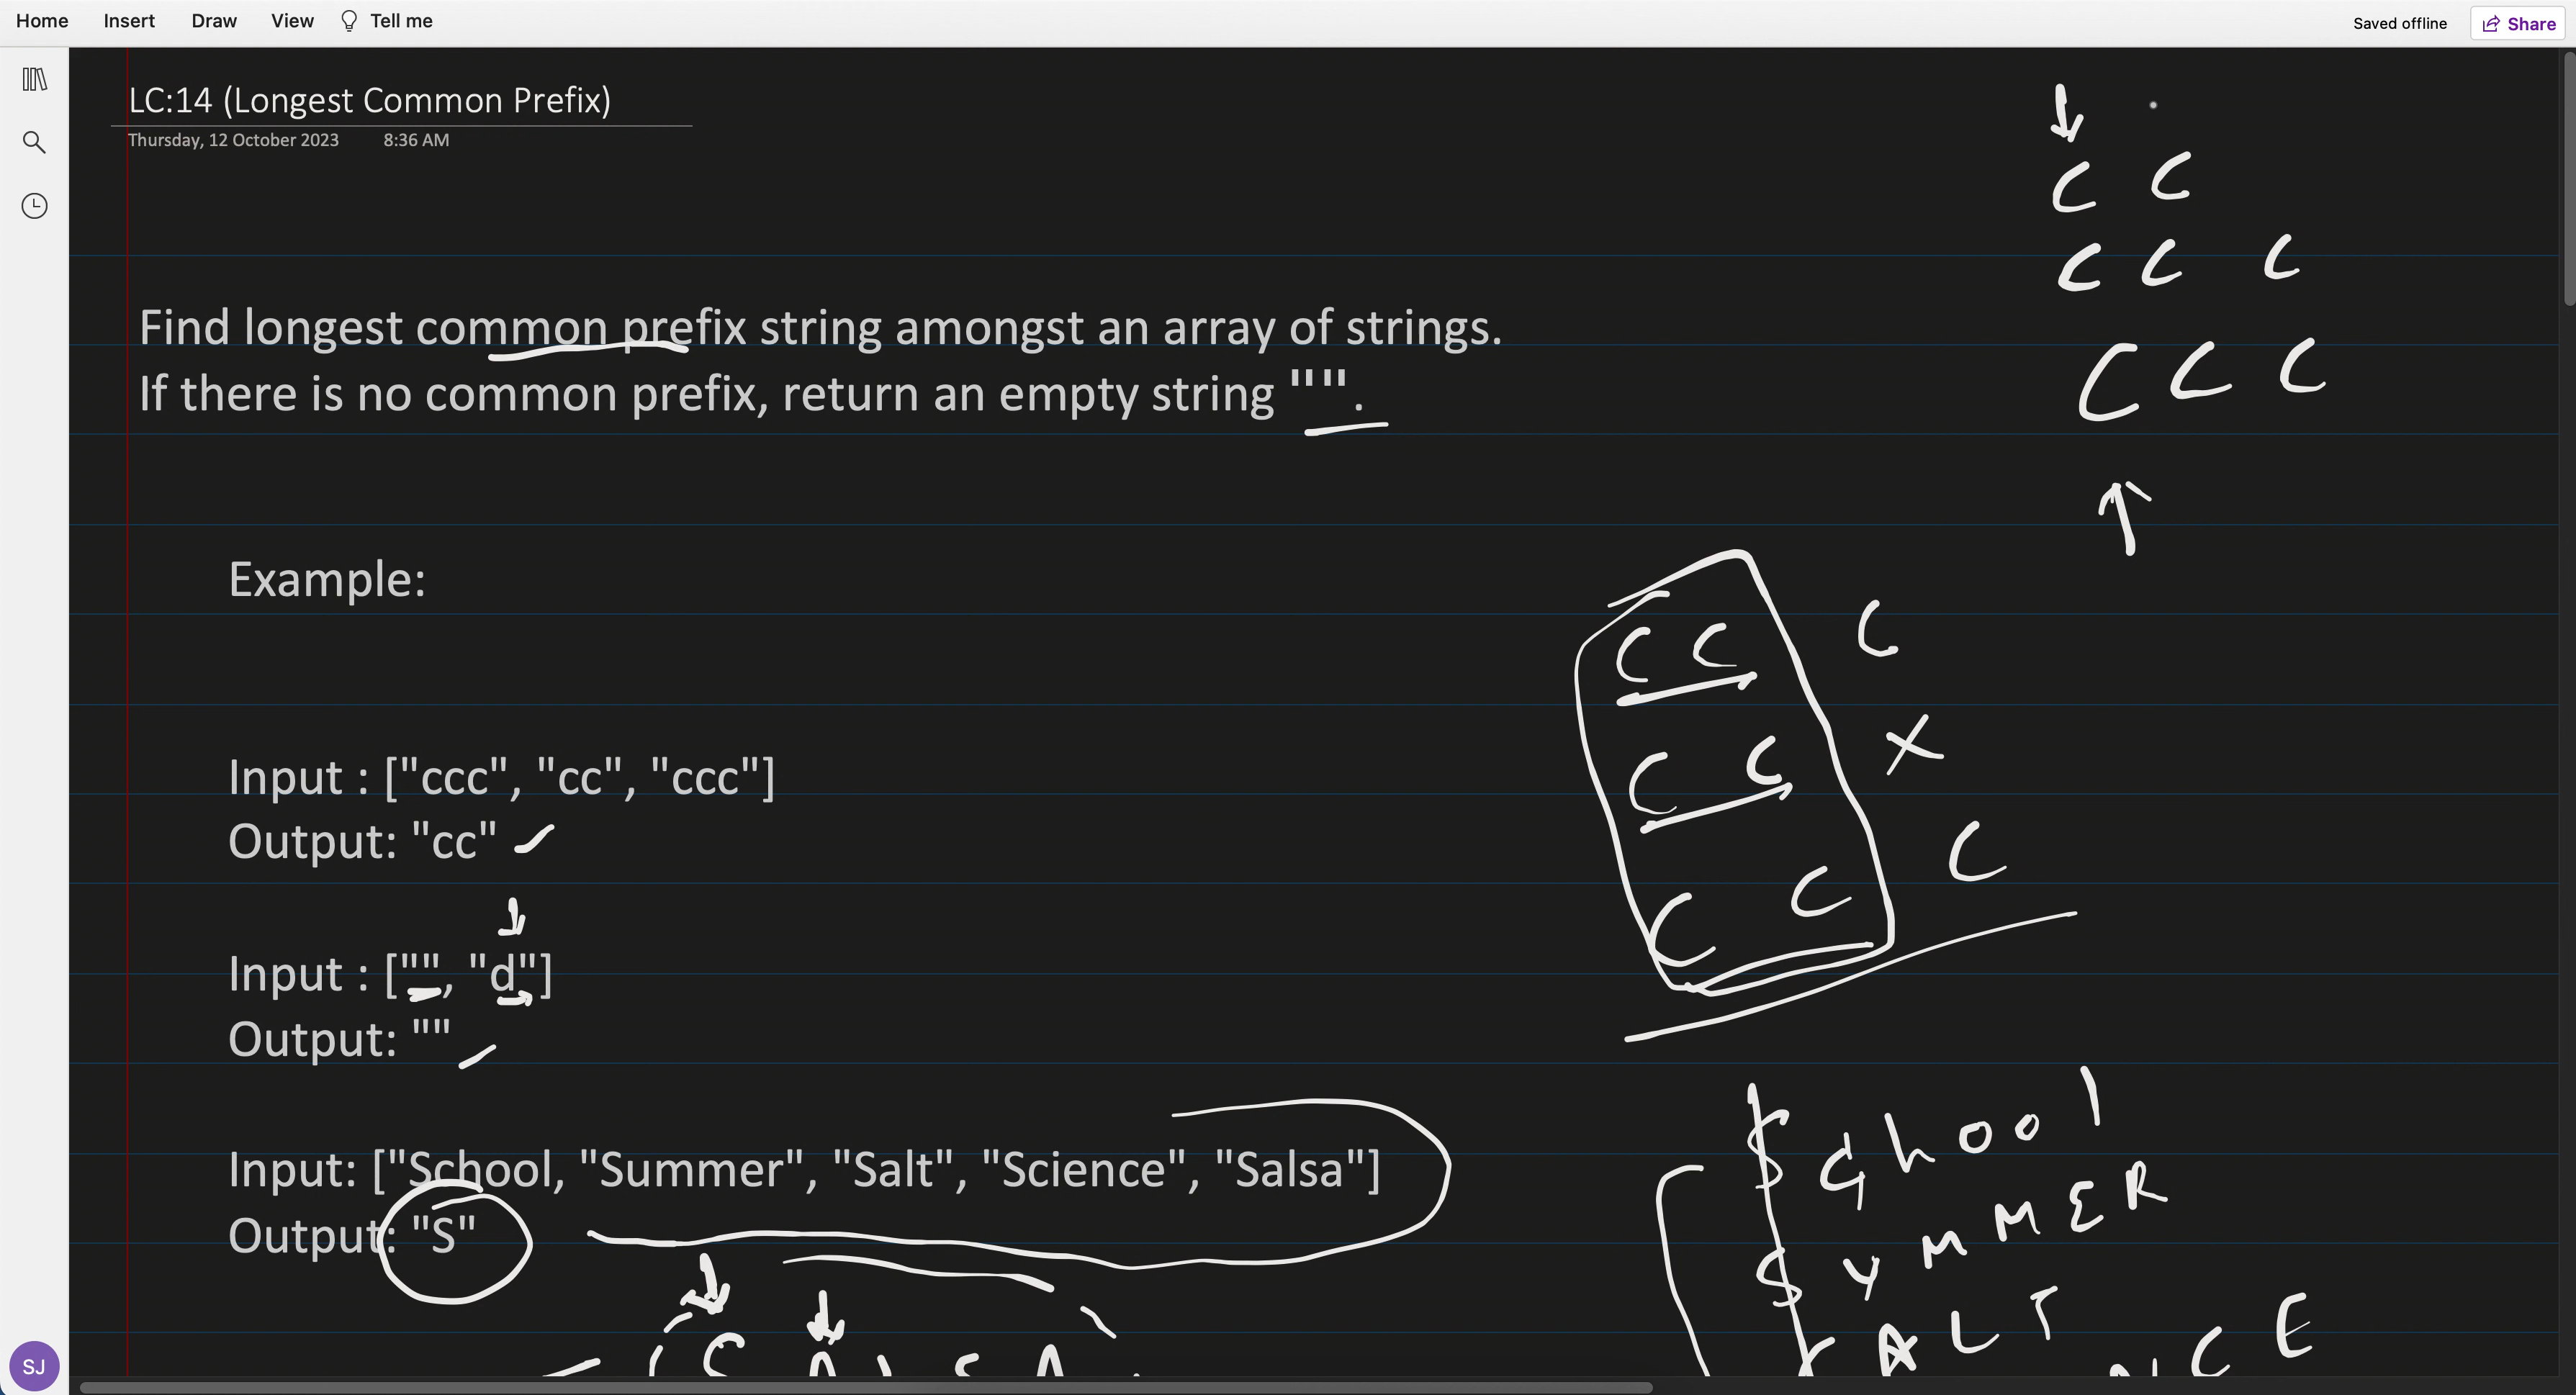 Home Insert Draw View Tell me Saved offline Share
LC:14 (Longest Common Prefix)
Thursday, 12 October 2023 8:36 AM
C C
C C C
C C C
Find longest common prefix string amongst an array of strings.
If there is no common prefix, return an empty string "".
Example:
C C C
C C X
C C C
Input : ["ccc", "cc", "ccc"]
Output: "cc"
Input : ["", "d"]
Output: ""
Input: ["School, "Summer", "Salt", "Science", "Salsa"]
Output: "S"
SJ